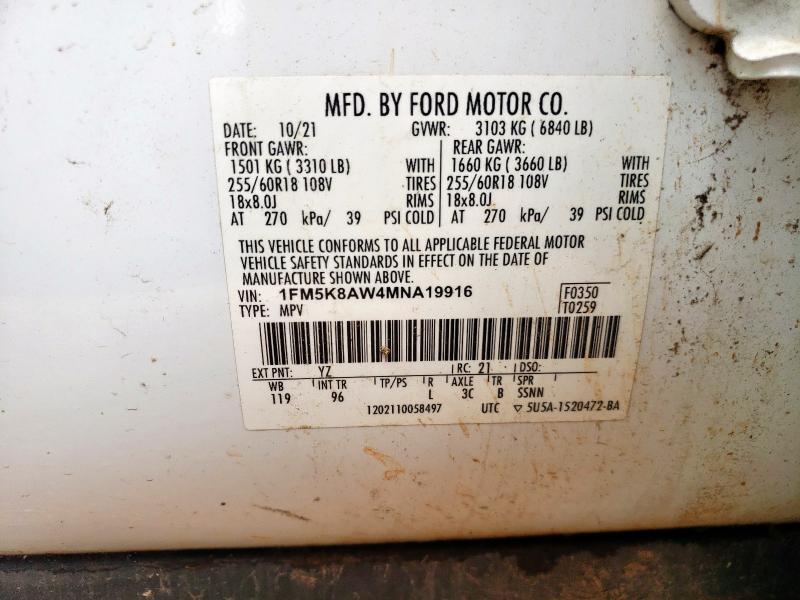 MFD. BY FORD MOTOR CO.
DATE: 10/21 GVWR: 3103 KG ( 6840 LB)
FRONT GAWR: REAR GAWR:
1501 KG ( 3310 LB) WITH 1660 KG ( 3660 LB) WITH
255/60R18 108V TIRES 255/60R18 108V TIRES
18x8.0J RIMS 18x8.0J RIMS
AT 270 kPa/ 39 PSI COLD AT 270 kPa/ 39 PSI COLD
THIS VEHICLE CONFORMS TO ALL APPLICABLE FEDERAL MOTOR
VEHICLE SAFETY STANDARDS IN EFFECT ON THE DATE OF
MANUFACTURE SHOWN ABOVE.
VIN: 1FM5K8AW4MNA19916 F0350
TYPE: MPV T0259
EXT PNT: YZ RC: 21 DSO:
WB INT TR TP/PS R AXLE TR SPR
119 96 L 3C B SSNN
1202110058497 UTC ▽ 5U5A-1520472-BA